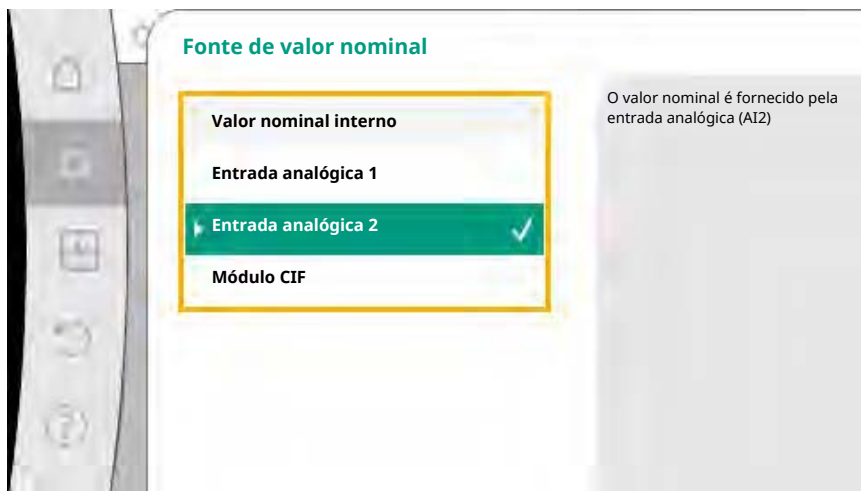 Fonte de valor nominal
Valor nominal interno
Entrada analógica 1
Entrada analógica 2
Módulo CIF
O valor nominal é fornecido pela
entrada analógica (AI2)